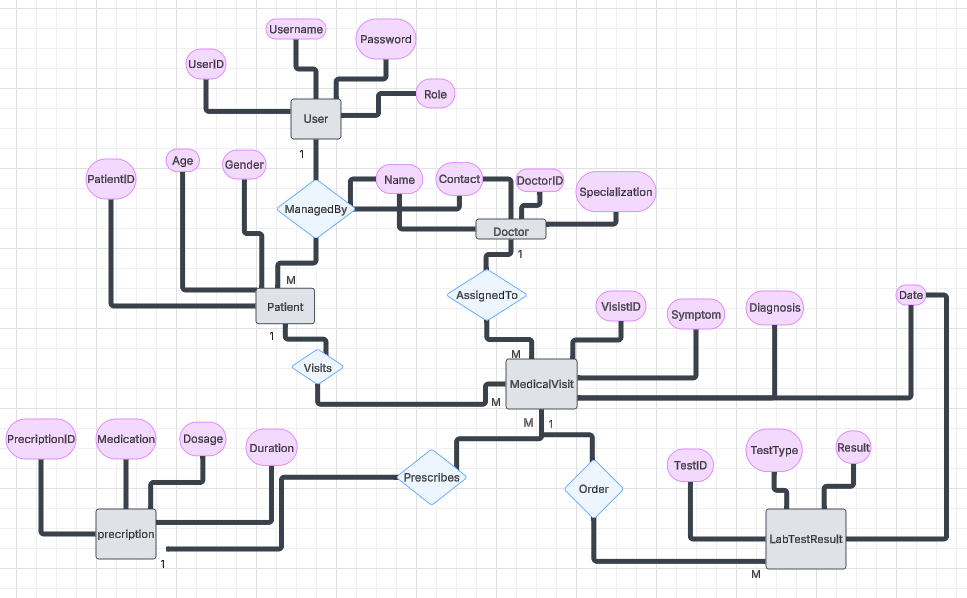 Username
Password
UserID
Role
User
1
PatientID
Age
Gender
Name
Contact
DoctorID
Specialization
ManagedBy
Doctor
1
M
Patient
1
AssignedTo
Date
VisistID
Symptom
Diagnosis
M
Visits
MedicalVisit
M
M
1
PrecriptionID
Medication
Dosage
Duration
Prescribes
Order
TestID
TestType
Result
precription
1
LabTestResult
M